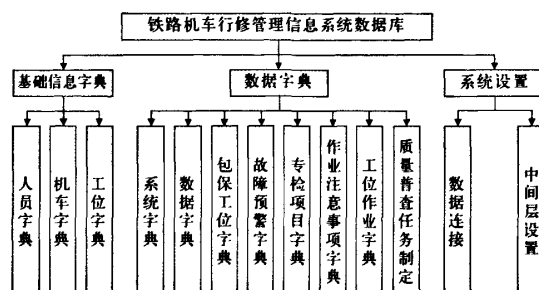 铁路机车行修管理信息系统数据库
基础信息字典
数据字典
系统设置
人员字典
机车字典
工位字典
系统字典
数据字典
包保工位字典
故障预警字典
专检项目字典
作业注意事项字典
工位作业字典
质量普查任务制定
数据连接
中间层设置